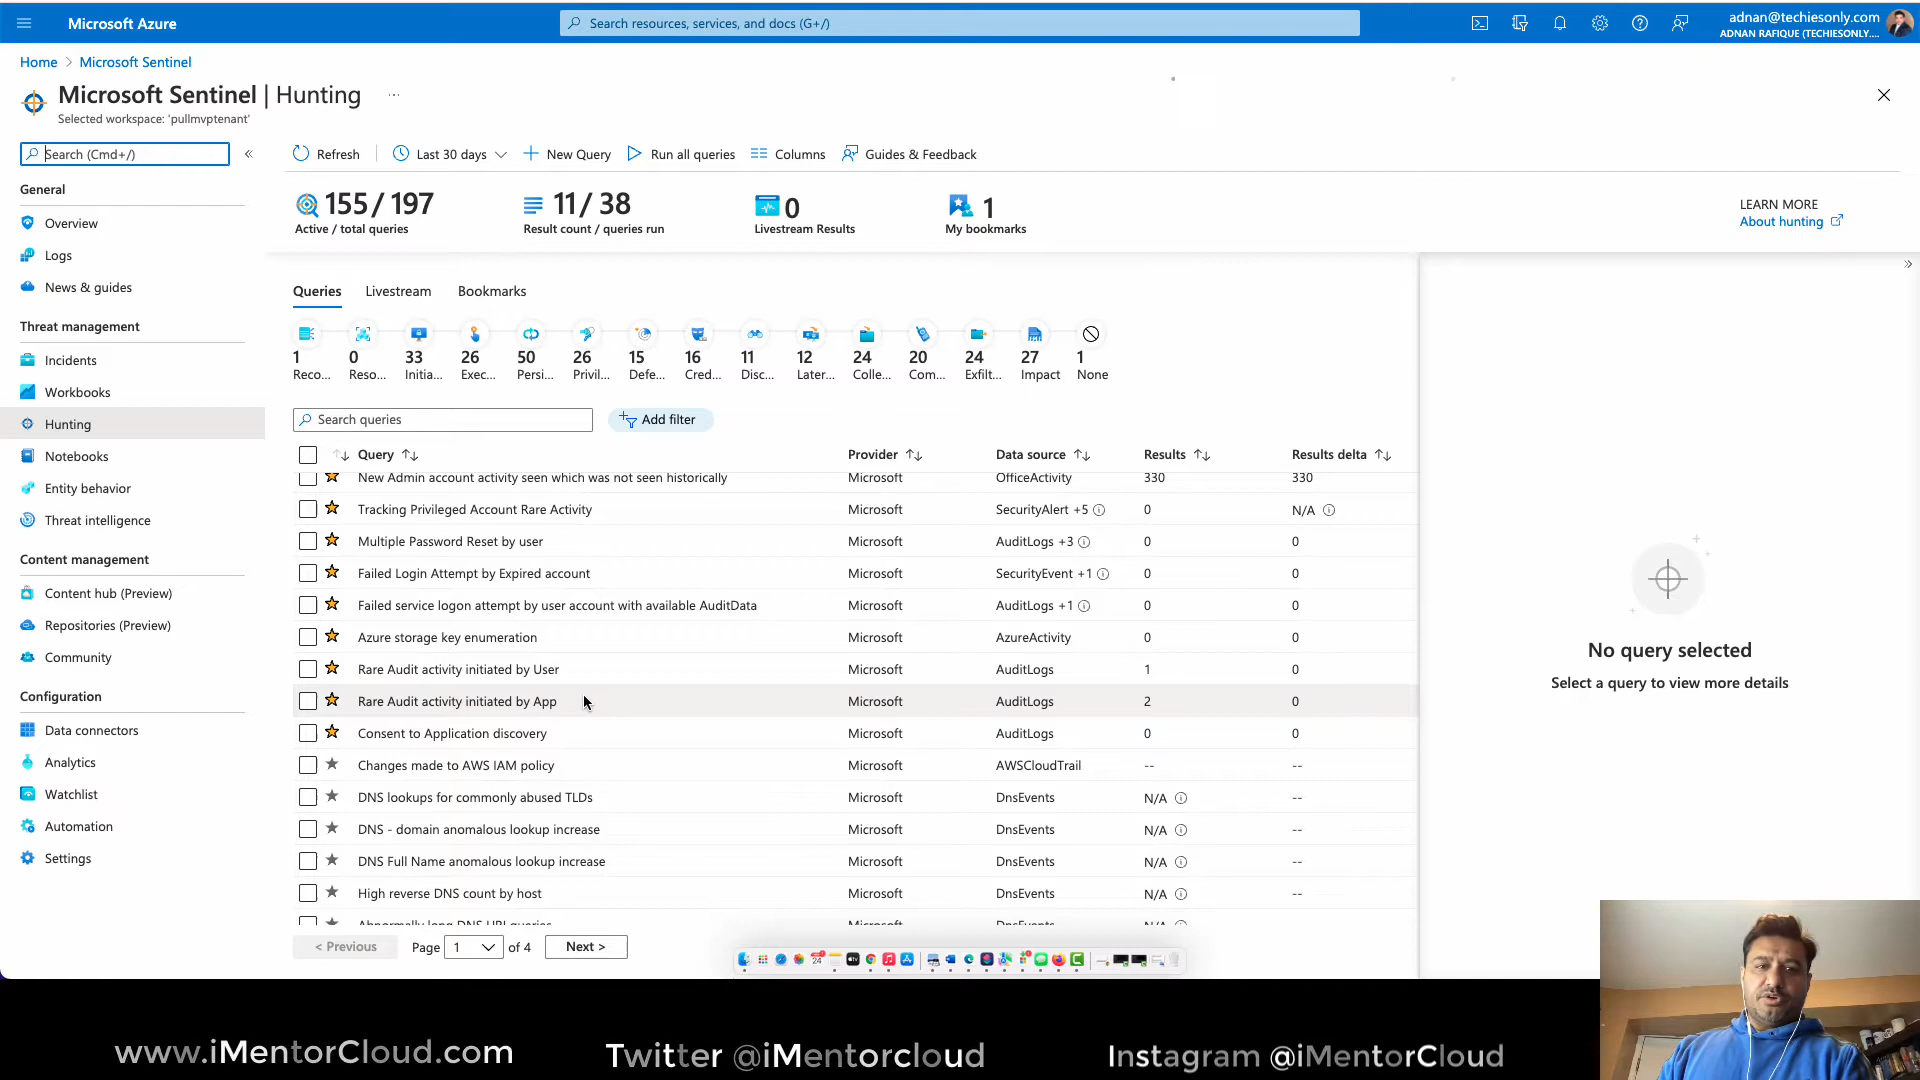 Microsoft Azure
Search resources, services, and docs (G+/)
adnan@techiesonly.com
ADNAN RAFIQUE (TECHIESONLY....
Home > Microsoft Sentinel
Microsoft Sentinel | Hunting ...
Selected workspace: 'pullmvptenant'
Search (Cmd+/)
«
Refresh
Last 30 days
New Query
Run all queries
Columns
Guides & Feedback
General
Overview
Logs
News & guides
Threat management
Incidents
Workbooks
Hunting
Notebooks
Entity behavior
Threat intelligence
Content management
Content hub (Preview)
Repositories (Preview)
Community
Configuration
Data connectors
Analytics
Watchlist
Automation
Settings
155 / 197
Active / total queries
11 / 38
Result count / queries run
0
Livestream Results
1
My bookmarks
LEARN MORE
About hunting
»
Queries Livestream Bookmarks
1 0 33 26 50 26 15 16 11 12 24 20 24 27 1
Reco... Reso... Initia... Exec... Persi... Privil... Defe... Cred... Disc... Later... Colle... Com... Exfilt... Impact None
Search queries
Add filter
Query Provider Data source Results Results delta
New Admin account activity seen which was not seen historically Microsoft OfficeActivity 330 330
Tracking Privileged Account Rare Activity Microsoft SecurityAlert +5 0 N/A
Multiple Password Reset by user Microsoft AuditLogs +3 0 0
Failed Login Attempt by Expired account Microsoft SecurityEvent +1 0 0
Failed service logon attempt by user account with available AuditData Microsoft AuditLogs +1 0 0
Azure storage key enumeration Microsoft AzureActivity 0 0
Rare Audit activity initiated by User Microsoft AuditLogs 1 0
Rare Audit activity initiated by App Microsoft AuditLogs 2 0
Consent to Application discovery Microsoft AuditLogs 0 0
Changes made to AWS IAM policy Microsoft AWSCloudTrail -- --
DNS lookups for commonly abused TLDs Microsoft DnsEvents N/A --
DNS - domain anomalous lookup increase Microsoft DnsEvents N/A --
DNS Full Name anomalous lookup increase Microsoft DnsEvents N/A --
High reverse DNS count by host Microsoft DnsEvents N/A --
< Previous Page 1 of 4 Next >
No query selected
Select a query to view more details
www.iMentorCloud.com
Twitter @iMentorcloud
Instagram @iMentorCloud